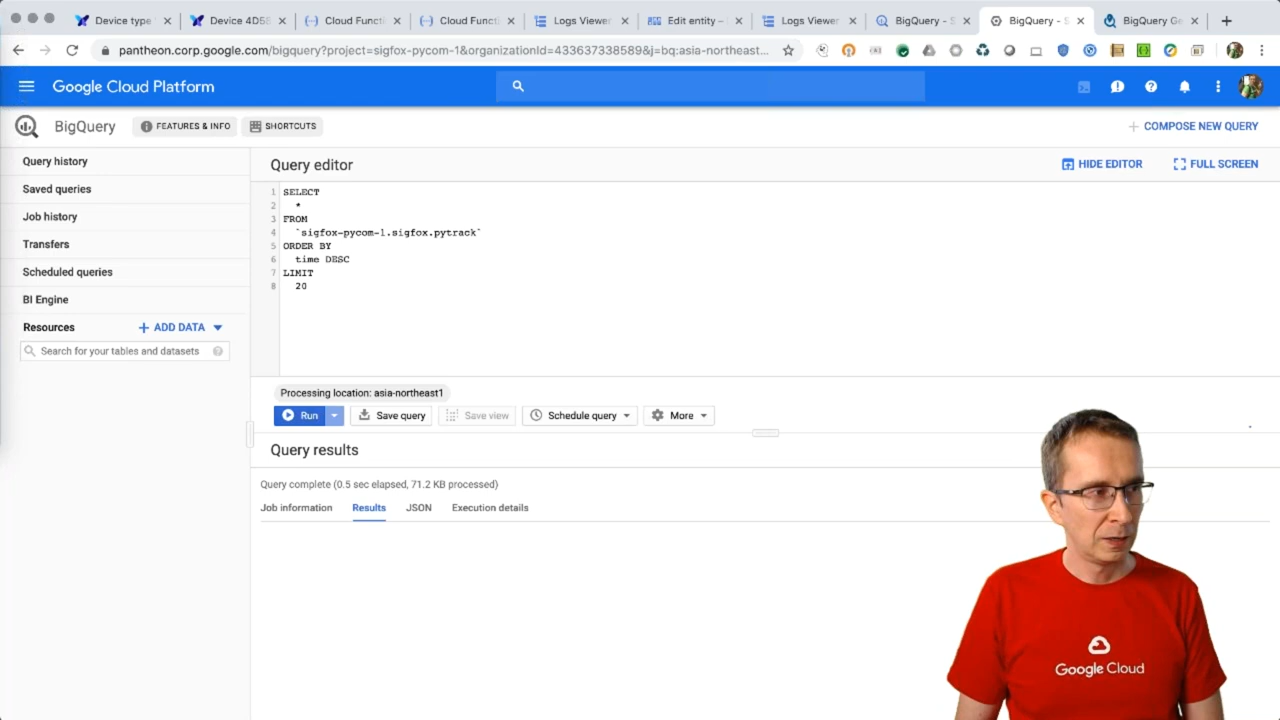 Device type
Device 4D58
Cloud Functi
Cloud Functi
Logs Viewer
Edit entity –
Logs Viewer
BigQuery - S
BigQuery - S
BigQuery Ge
pantheon.corp.google.com/bigquery?project=sigfox-pycom-1&organizationId=433637338589&j=bq:asia-northeast...
Google Cloud Platform
BigQuery
FEATURES & INFO
SHORTCUTS
COMPOSE NEW QUERY
Query history
Saved queries
Job history
Transfers
Scheduled queries
BI Engine
Resources
ADD DATA
Search for your tables and datasets
Query editor
HIDE EDITOR
FULL SCREEN
1 SELECT
2 *
3 FROM
4 `sigfox-pycom-1.sigfox.pytrack`
5 ORDER BY
6 time DESC
7 LIMIT
8 20
Processing location: asia-northeast1
Run
Save query
Save view
Schedule query
More
Query results
Query complete (0.5 sec elapsed, 71.2 KB processed)
Job information
Results
JSON
Execution details
Google Cloud